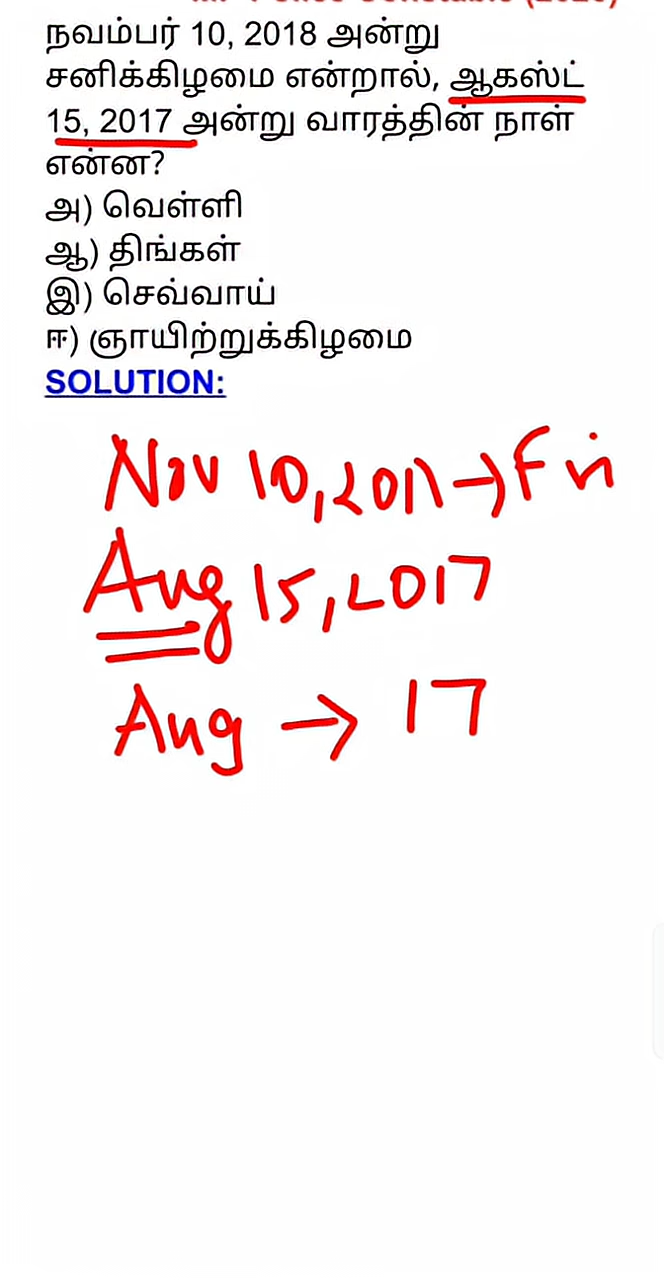 நவம்பர் 10, 2018 அன்று
சனிக்கிழமை என்றால், ஆகஸ்ட்
15, 2017 அன்று வாரத்தின் நாள்
என்ன?
அ) வெள்ளி
ஆ) திங்கள்
இ) செவ்வாய்
ஈ) ஞாயிற்றுக்கிழமை
SOLUTION:
Nov 10, 2017 → Fri
Aug 15, 2017
Aug → 17